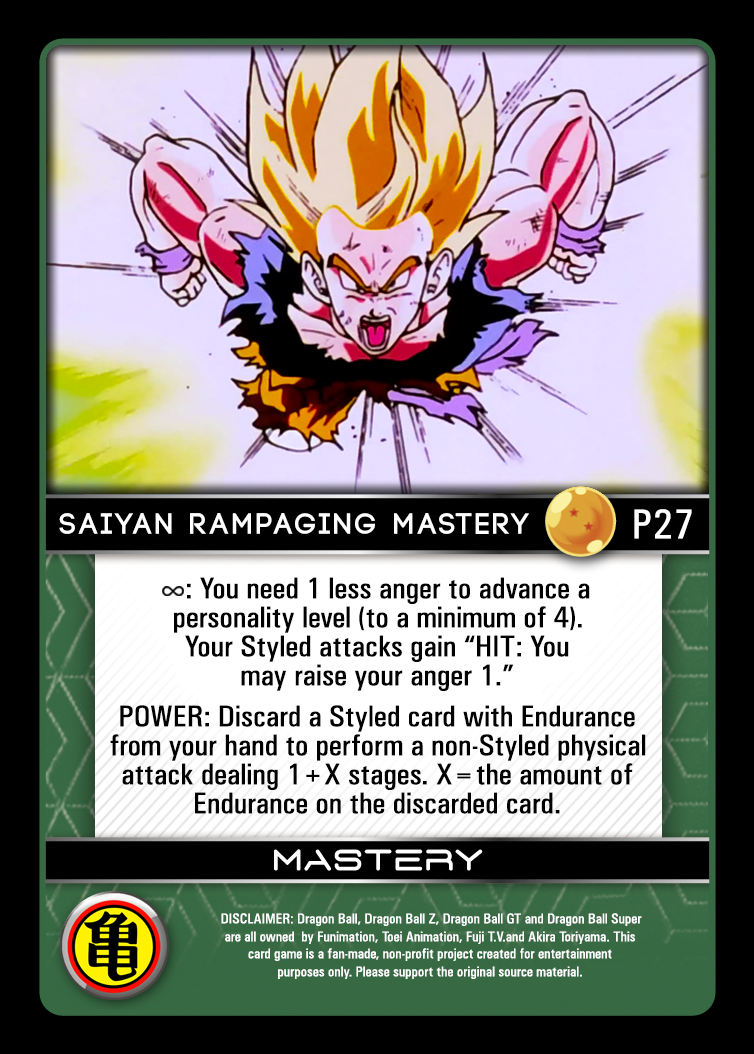 SAIYAN RAMPAGING MASTERY P27
∞: You need 1 less anger to advance a
personality level (to a minimum of 4).
Your Styled attacks gain “HIT: You
may raise your anger 1.”
POWER: Discard a Styled card with Endurance
from your hand to perform a non-Styled physical
attack dealing 1+X stages. X=the amount of
Endurance on the discarded card.
MASTERY
亀
DISCLAIMER: Dragon Ball, Dragon Ball Z, Dragon Ball GT and Dragon Ball Super
are all owned by Funimation, Toei Animation, Fuji T.V.and Akira Toriyama. This
card game is a fan-made, non-profit project created for entertainment
purposes only. Please support the original source material.